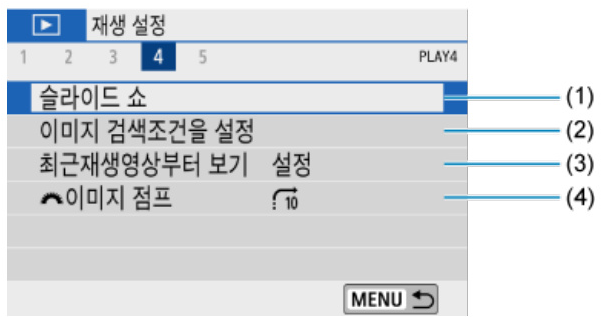 재생 설정
1 2 3 4 5 PLAY4
슬라이드 쇼 (1)
이미지 검색조건을 설정 (2)
최근재생영상부터 보기 설정 (3)
이미지 점프 10 (4)
MENU